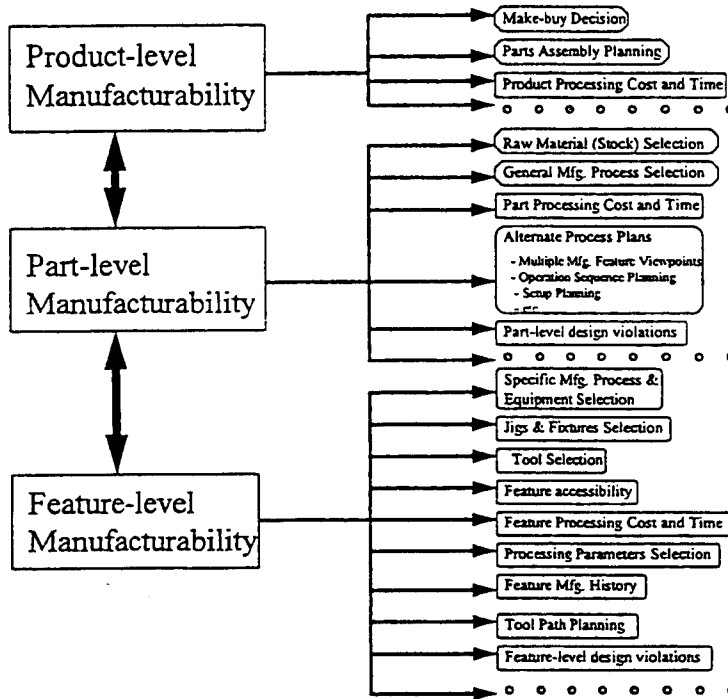 Product-level
Manufacturability
Make-buy Decision
Parts Assembly Planning
Product Processing Cost and Time
Part-level
Manufacturability
Raw Material (Stock) Selection
General Mfg. Process Selection
Part Processing Cost and Time
Alternate Process Plans
- Multiple Mfg. Feature Viewpoints
- Operation Sequence Planning
- Setup Planning
Part-level design violations
Feature-level
Manufacturability
Specific Mfg. Process &
Equipment Selection
Jigs & Fixtures Selection
Tool Selection
Feature accessibility
Feature Processing Cost and Time
Processing Parameters Selection
Feature Mfg. History
Tool Path Planning
Feature-level design violations